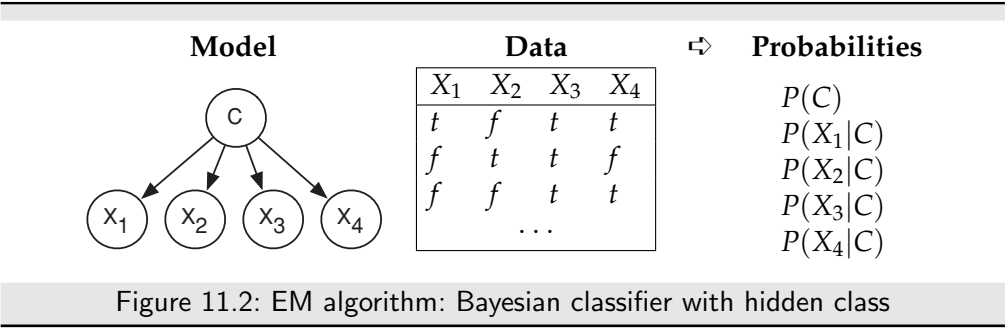 Model Data ➪ Probabilities
C
X1 X2 X3 X4
X1 X2 X3 X4
t f t t
f t t f
f f t t
. . .
P(C)
P(X1|C)
P(X2|C)
P(X3|C)
P(X4|C)
Figure 11.2: EM algorithm: Bayesian classifier with hidden class